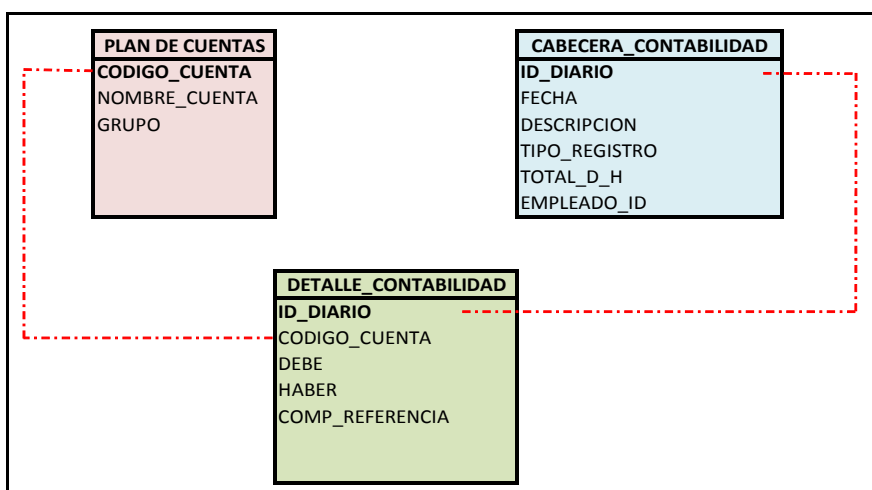 PLAN DE CUENTAS
CODIGO_CUENTA
NOMBRE_CUENTA
GRUPO
CABECERA_CONTABILIDAD
ID_DIARIO
FECHA
DESCRIPCION
TIPO_REGISTRO
TOTAL_D_H
EMPLEADO_ID
DETALLE_CONTABILIDAD
ID_DIARIO
CODIGO_CUENTA
DEBE
HABER
COMP_REFERENCIA